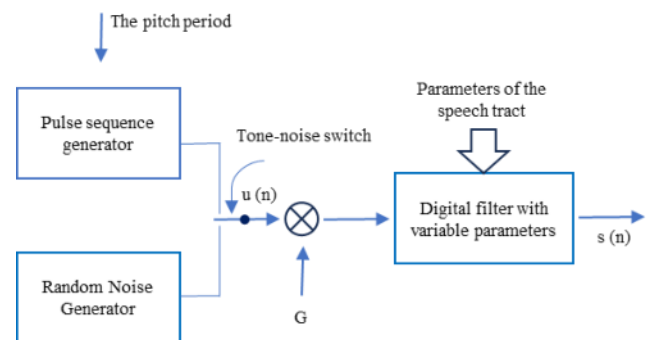 The pitch period
Parameters of the
speech tract
Pulse sequence
generator
Tone-noise switch
u (n)
Digital filter with
variable parameters
s (n)
Random Noise
Generator
G